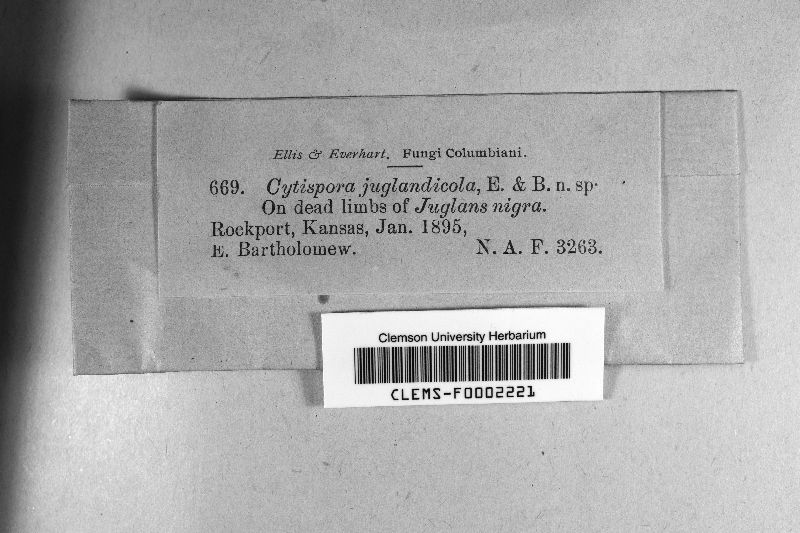 Ellis & Everhart. Fungi Columbiani.
669. Cytispora juglandicola, E. & B. n. sp.
On dead limbs of Juglans nigra.
Rockport, Kansas, Jan. 1895,
E. Bartholomew. N. A. F. 3263.
Clemson University Herbarium
CLEMS-F0002221